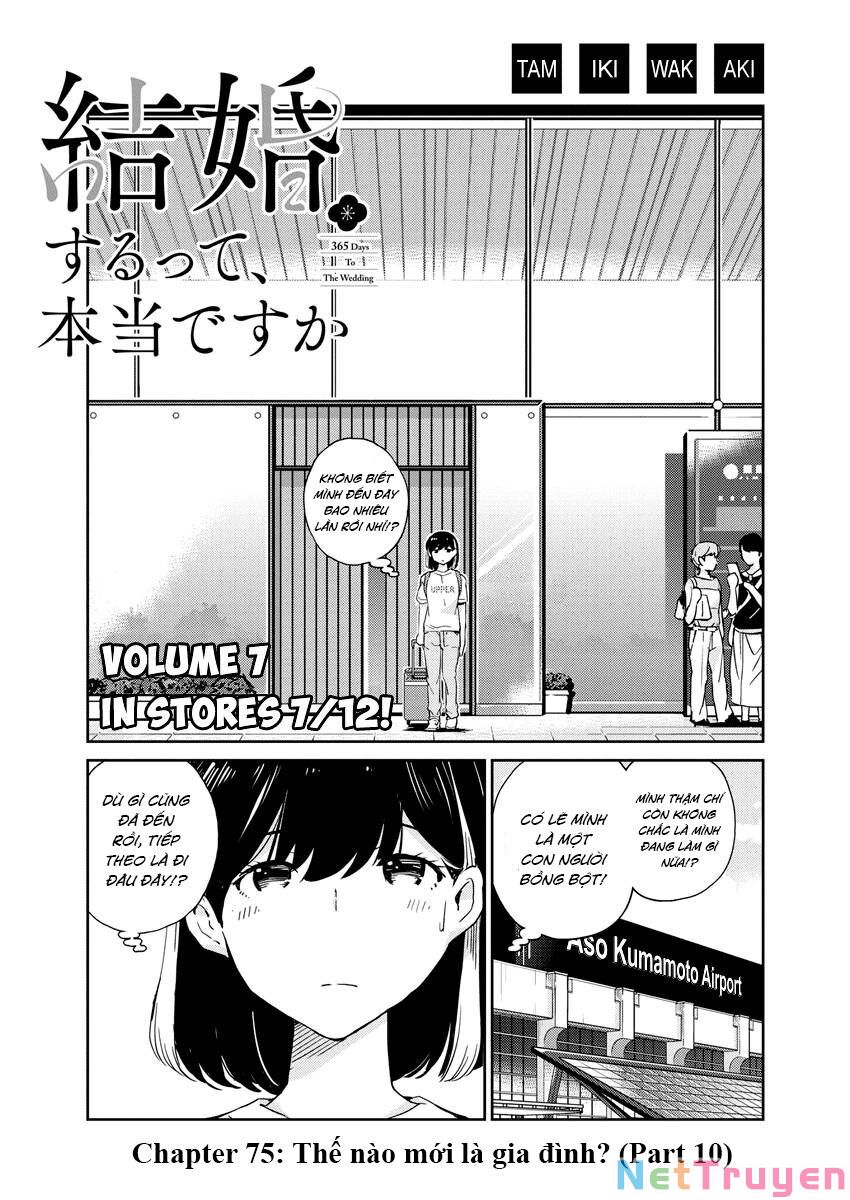 TAM IKI WAK AKI
結婚
するって、
本当ですか
365 Days
To
The Wedding
KHÔNG BIẾT
MÌNH ĐẾN ĐÂY
BAO NHIÊU
LẦN RỒI NHỈ!?
UPPER
VOLUME 7
IN STORES 7/12!
MÌNH THẬM CHÍ
CÒN KHÔNG
CHẮC LÀ MÌNH
ĐANG LÀM GÌ
NỮA!?
CÓ LẼ MÌNH
LÀ MỘT
CON NGƯỜI
BỒNG BỘT!
Aso Kumamoto Airport
DÙ GÌ CŨNG
ĐÃ ĐẾN
RỒI, TIẾP
THEO LÀ ĐI
ĐÂU ĐÂY!?
Chapter 75: Thế nào mới là gia đình? (Part 10)
NetTruyen